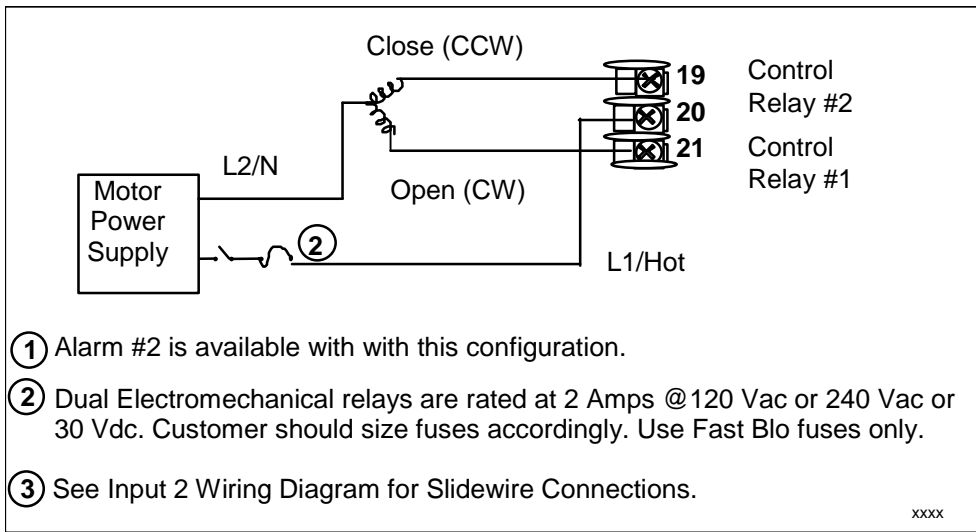 Close (CCW)
19
Control
Relay #2
20
21
Control
Relay #1
L2/N
Open (CW)
Motor
Power
Supply
2
L1/Hot
1 Alarm #2 is available with with this configuration.
2 Dual Electromechanical relays are rated at 2 Amps @120 Vac or 240 Vac or
30 Vdc. Customer should size fuses accordingly. Use Fast Blo fuses only.
3 See Input 2 Wiring Diagram for Slidewire Connections.
xxxx